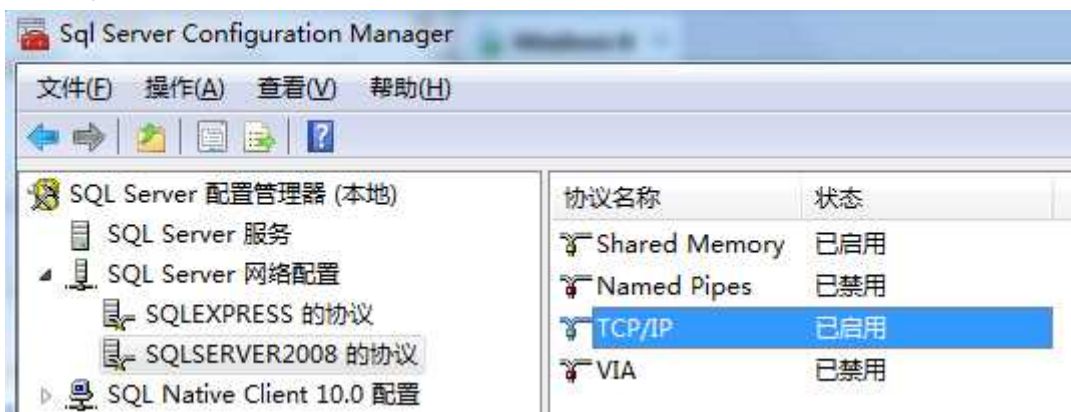 Sql Server Configuration Manager
文件(F) 操作(A) 查看(V) 帮助(H)
SQL Server 配置管理器 (本地)
SQL Server 服务
SQL Server 网络配置
SQLEXPRESS 的协议
SQLSERVER2008 的协议
SQL Native Client 10.0 配置
协议名称 状态
Shared Memory 已启用
Named Pipes 已禁用
TCP/IP 已启用
VIA 已禁用